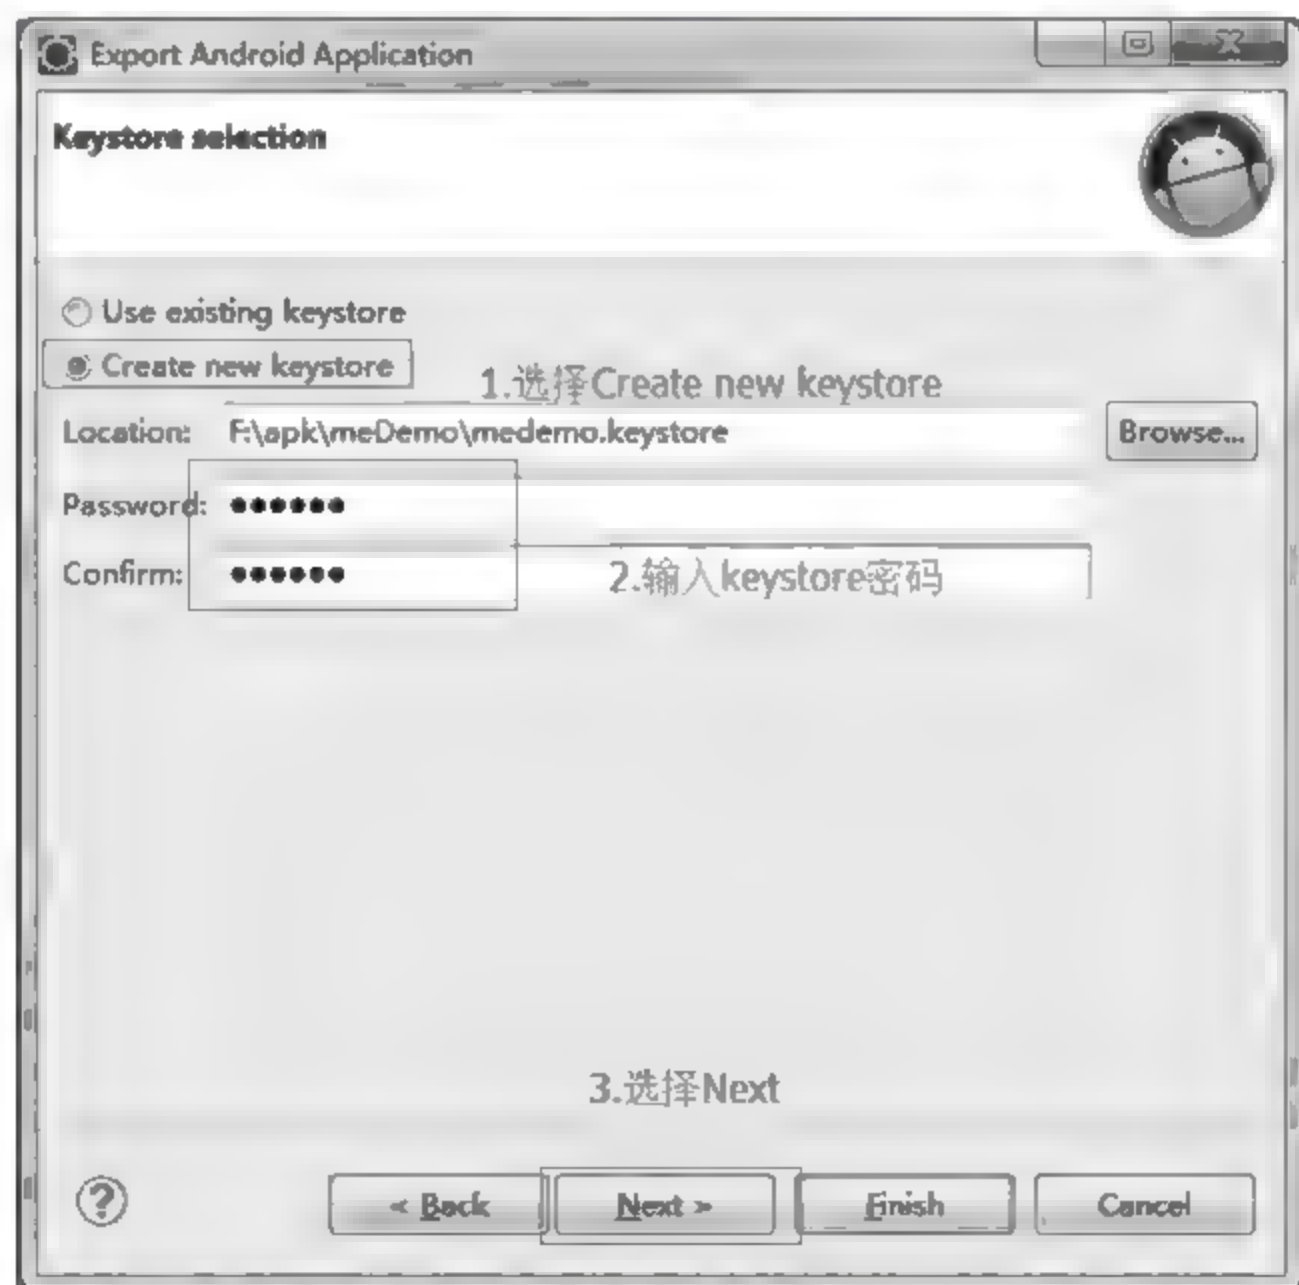 Export Android Application
Keystore selection
Use existing keystore
Create new keystore
1.选择Create new keystore
Location: F:\apk\meDemo\medemo.keystore Browse...
Password: ●●●●●●
Confirm: ●●●●●● 2.输入keystore密码
3.选择Next
? < Back Next > Finish Cancel